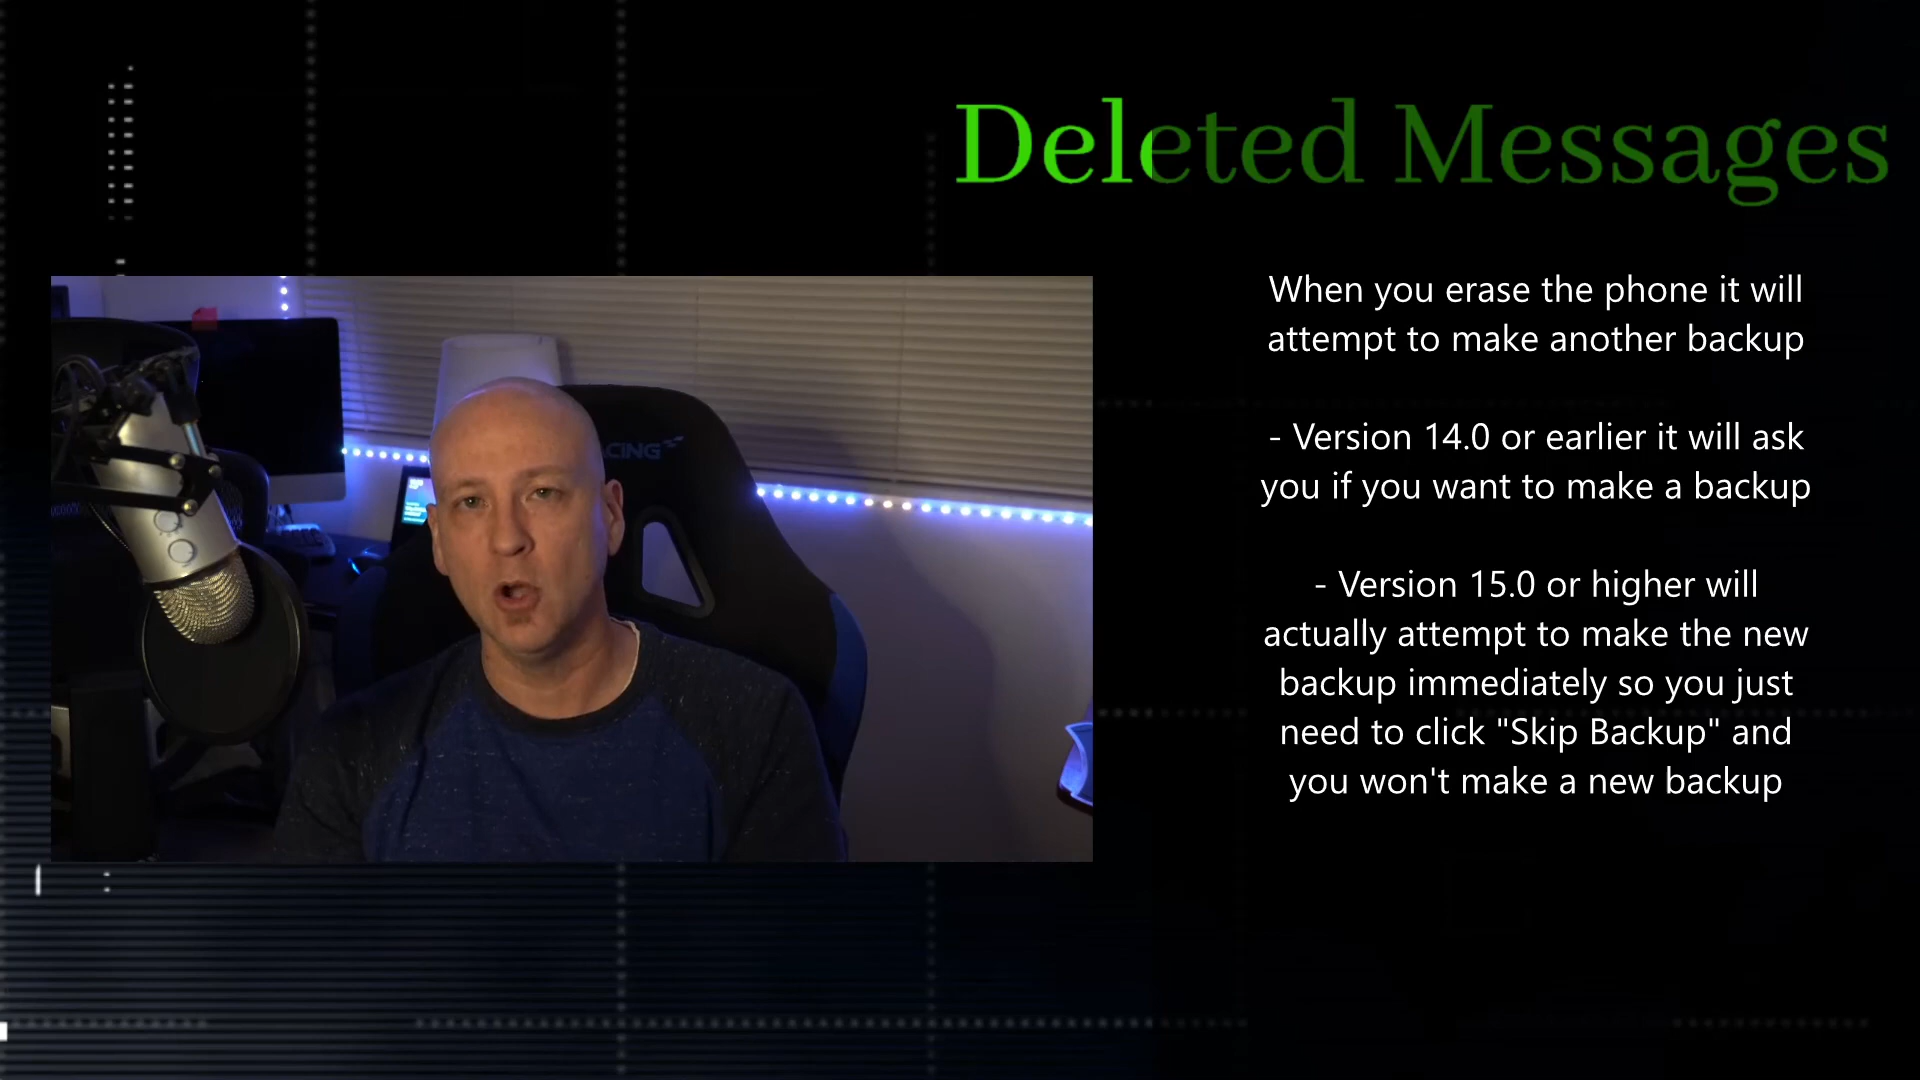 Deleted Messages
When you erase the phone it will
attempt to make another backup
- Version 14.0 or earlier it will ask
you if you want to make a backup
- Version 15.0 or higher will
actually attempt to make the new
backup immediately so you just
need to click "Skip Backup" and
you won't make a new backup
CING